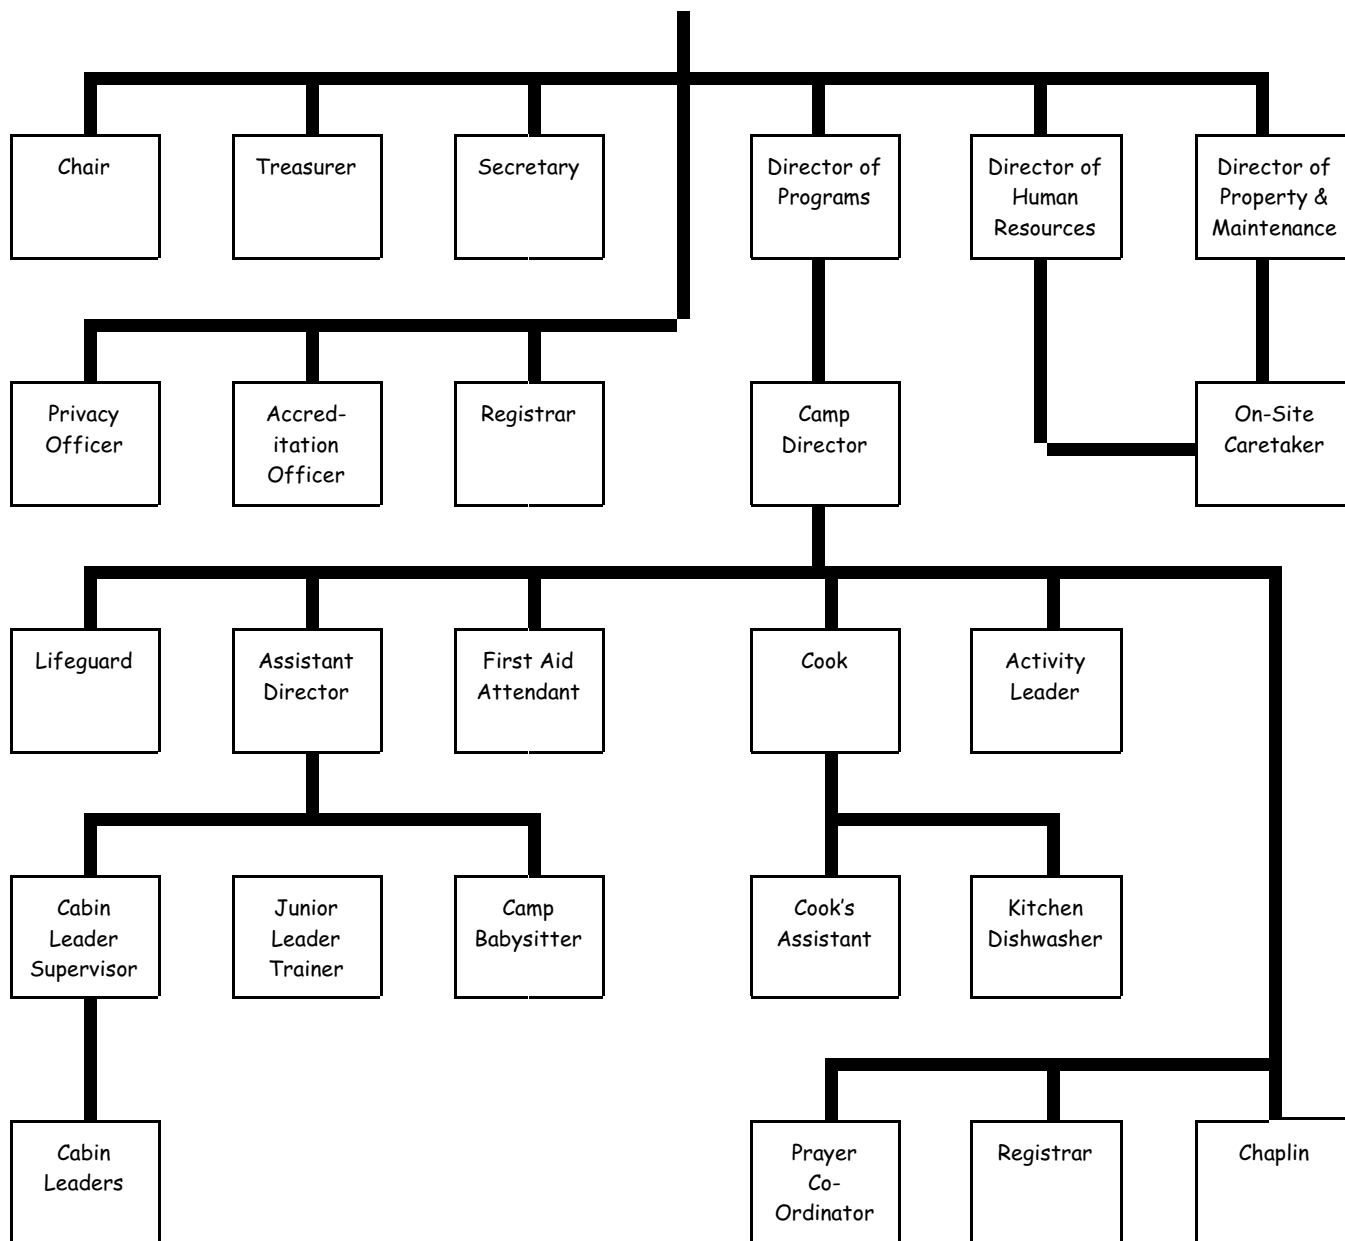 Chair
Treasurer
Secretary
Director of
Programs
Director of
Human
Resources
Director of
Property &
Maintenance
Privacy
Officer
Accred-
itation
Officer
Registrar
Camp
Director
On-Site
Caretaker
Lifeguard
Assistant
Director
First Aid
Attendant
Cook
Activity
Leader
Cabin
Leader
Supervisor
Junior
Leader
Trainer
Camp
Babysitter
Cook's
Assistant
Kitchen
Dishwasher
Cabin
Leaders
Prayer
Co-
Ordinator
Registrar
Chaplin